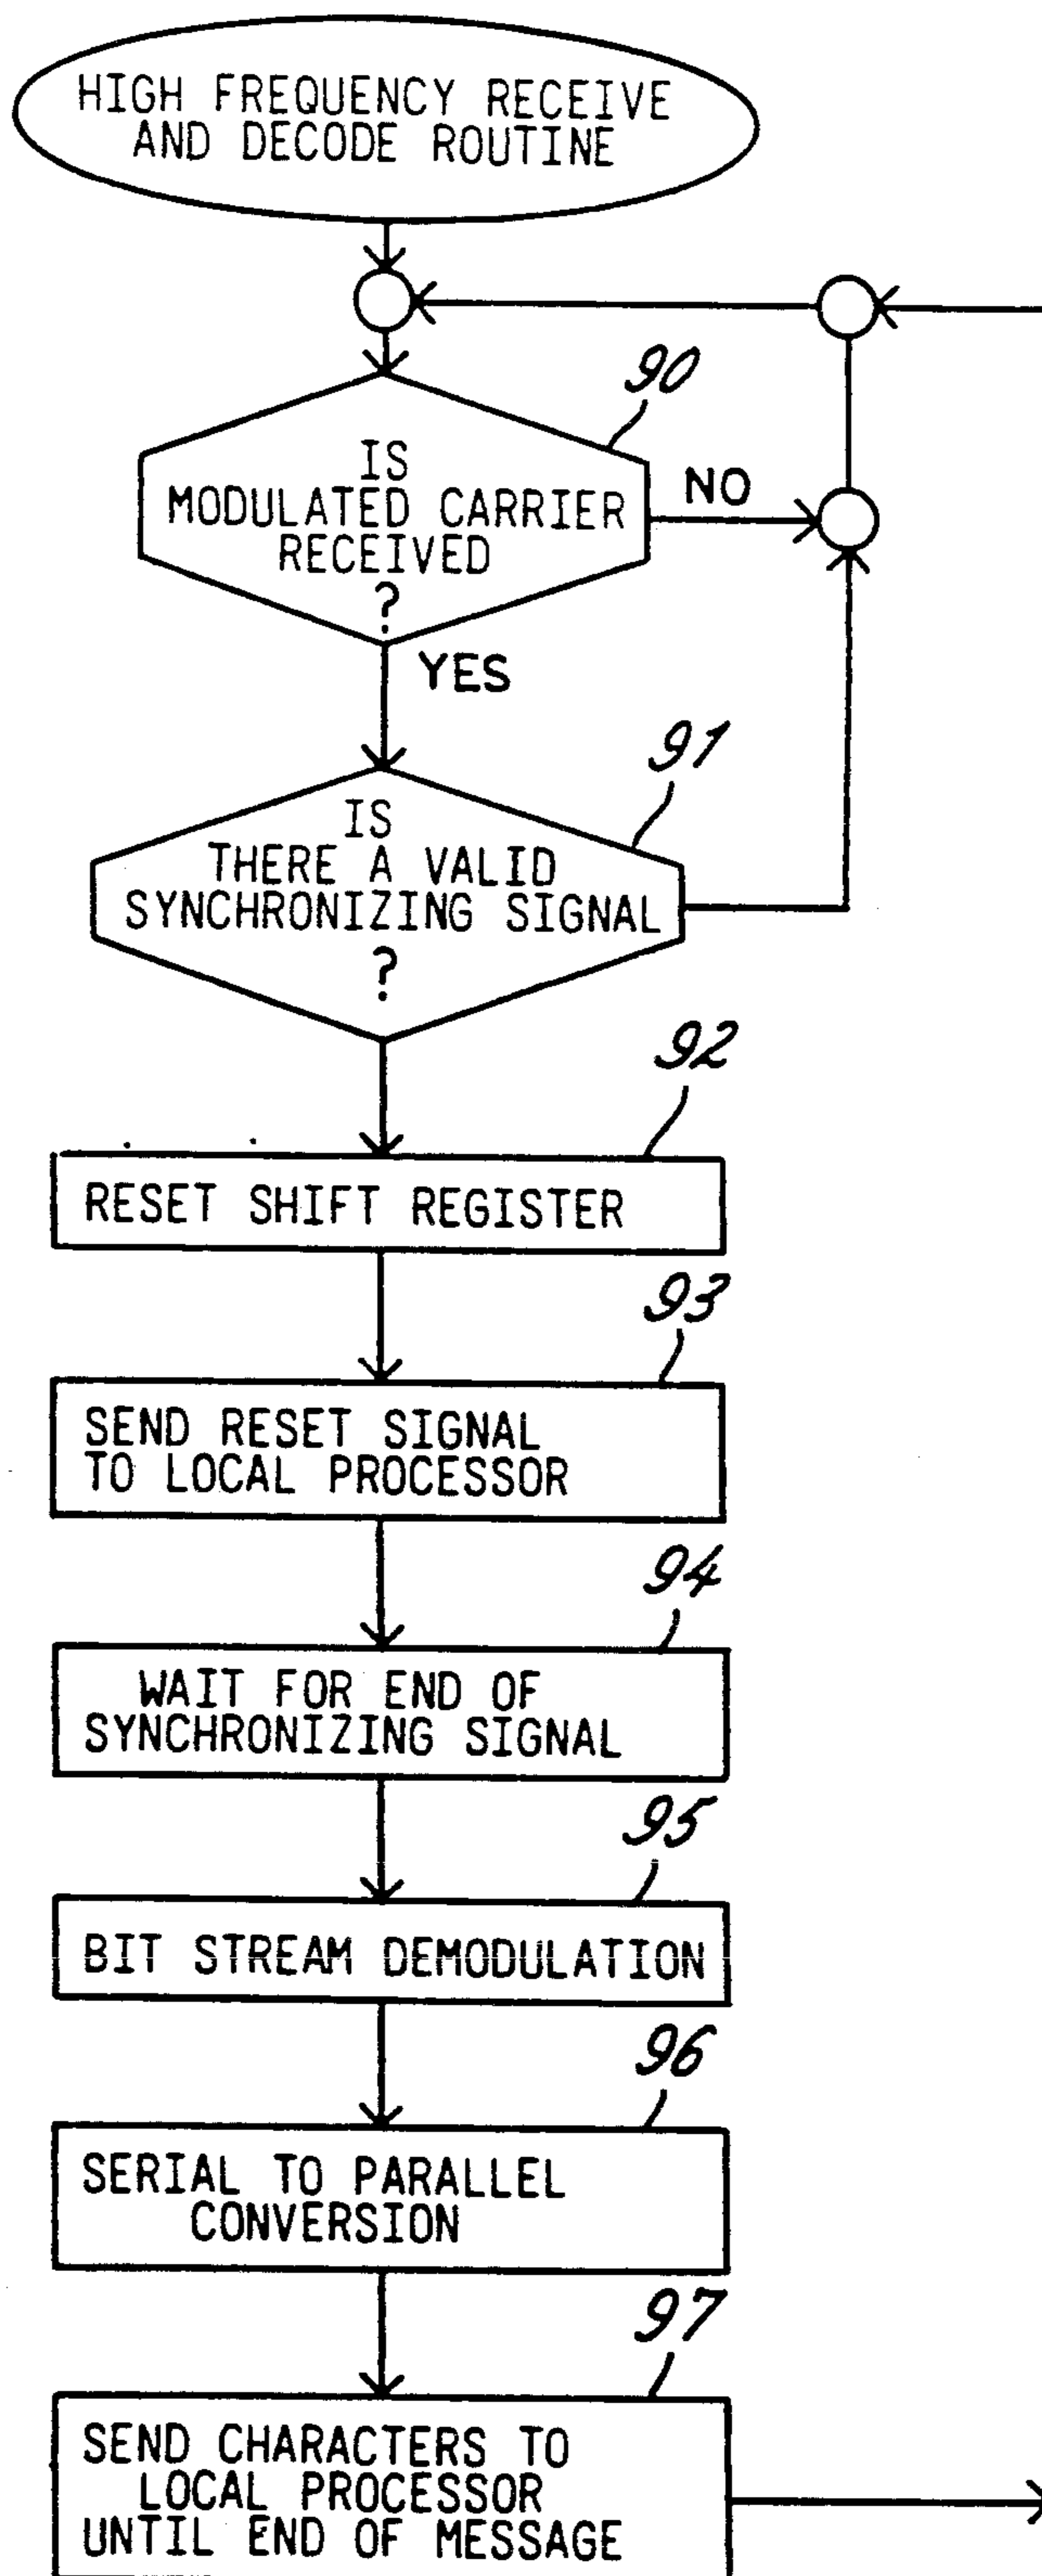 HIGH FREQUENCY RECEIVE
AND DECODE ROUTINE
90
IS
MODULATED CARRIER
RECEIVED
?
NO
YES
91
IS
THERE A VALID
SYNCHRONIZING SIGNAL
?
92
RESET SHIFT REGISTER
93
SEND RESET SIGNAL
TO LOCAL PROCESSOR
94
WAIT FOR END OF
SYNCHRONIZING SIGNAL
95
BIT STREAM DEMODULATION
96
SERIAL TO PARALLEL
CONVERSION
97
SEND CHARACTERS TO
LOCAL PROCESSOR
UNTIL END OF MESSAGE